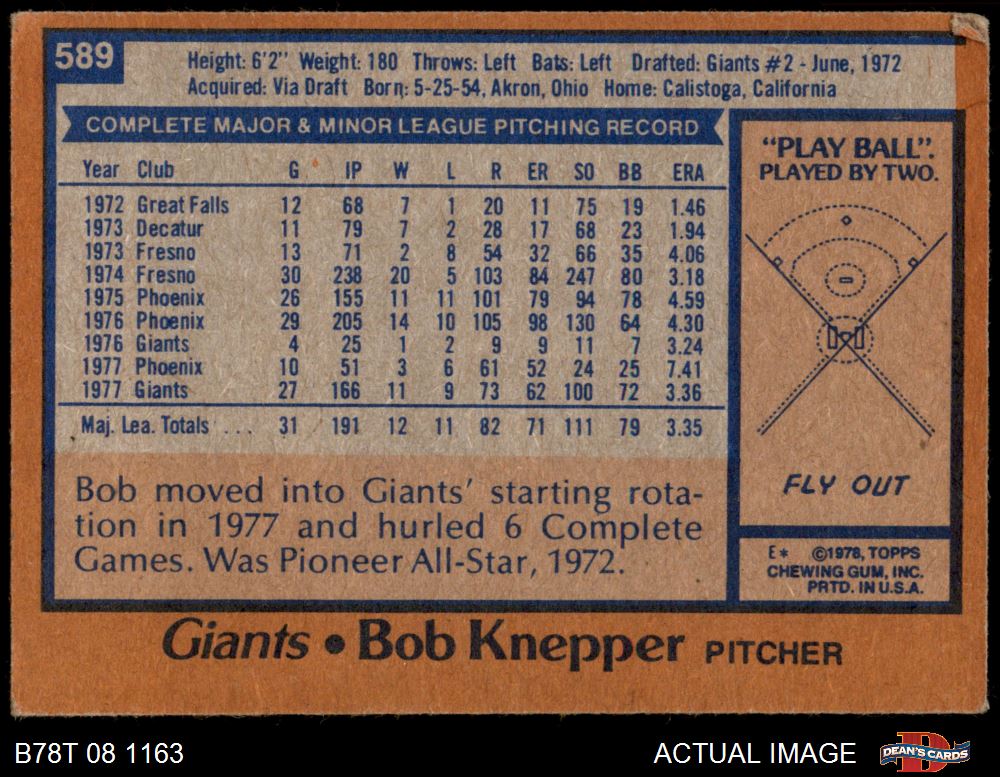 589
Height: 6'2" Weight: 180 Throws: Left Bats: Left Drafted: Giants #2 - June, 1972
Acquired: Via Draft Born: 5-25-54, Akron, Ohio Home: Calistoga, California
COMPLETE MAJOR & MINOR LEAGUE PITCHING RECORD
Year Club G IP W L R ER SO BB ERA
1972 Great Falls 12 68 7 1 20 11 75 19 1.46
1973 Decatur 11 79 7 2 28 17 68 23 1.94
1973 Fresno 13 71 2 8 54 32 66 35 4.06
1974 Fresno 30 238 20 5 103 84 247 80 3.18
1975 Phoenix 26 155 11 11 101 79 94 78 4.59
1976 Phoenix 29 205 14 10 105 98 130 64 4.30
1976 Giants 4 25 1 2 9 9 11 7 3.24
1977 Phoenix 10 51 3 6 61 52 24 25 7.41
1977 Giants 27 166 11 9 73 62 100 72 3.36
Maj. Lea. Totals . . . 31 191 12 11 82 71 111 79 3.35
Bob moved into Giants' starting rota-
tion in 1977 and hurled 6 Complete
Games. Was Pioneer All-Star, 1972.
"PLAY BALL".
PLAYED BY TWO.
FLY OUT
E* ©1978, TOPPS
CHEWING GUM, INC.
PRTD. IN U.S.A.
Giants • Bob Knepper PITCHER
B78T 08 1163
ACTUAL IMAGE
DEAN'S CARDS